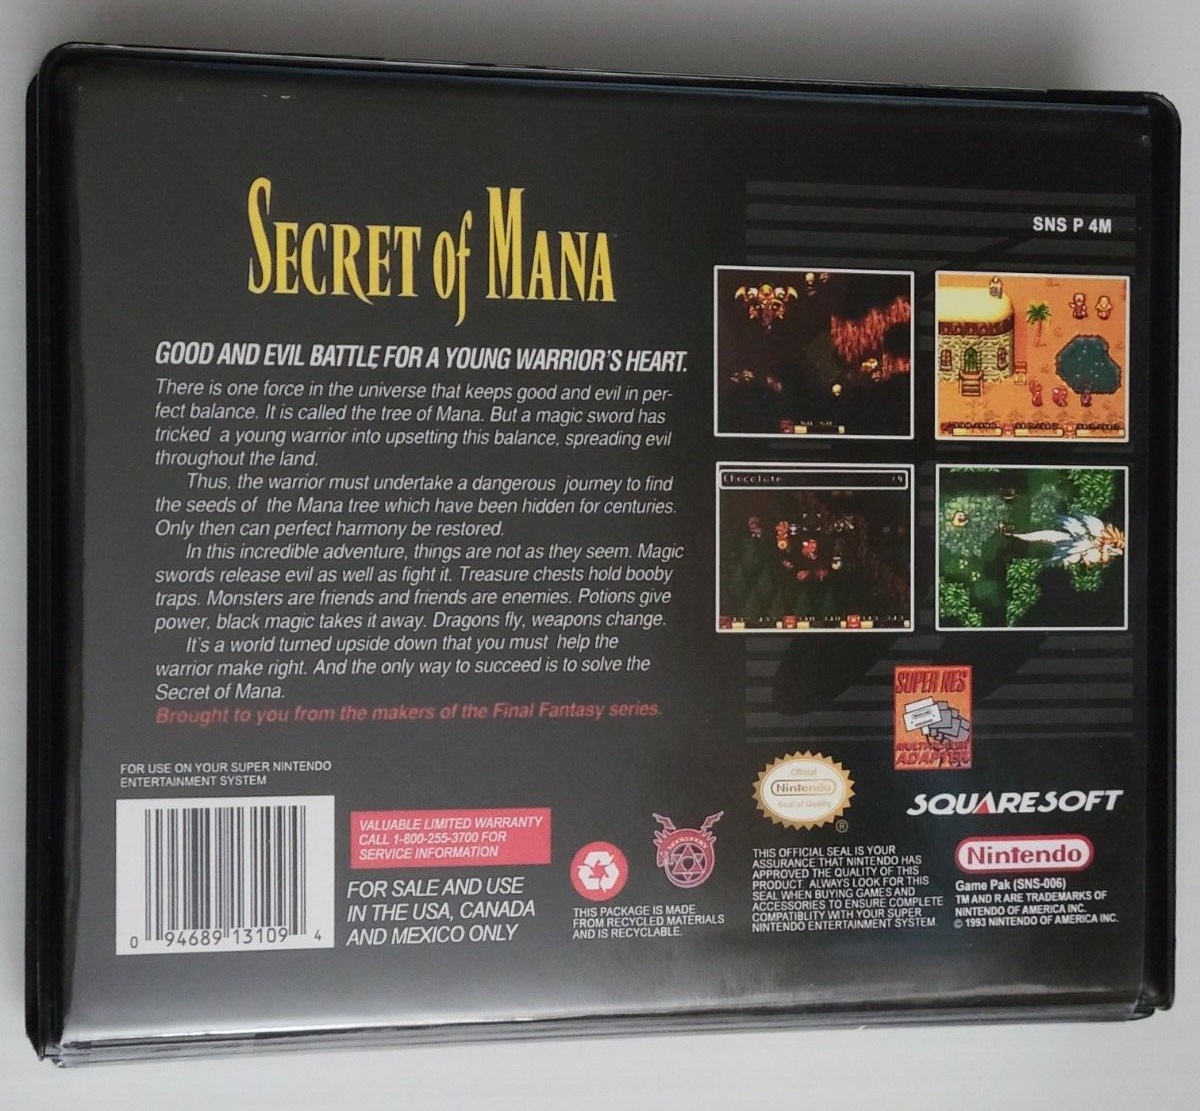 SECRET of MANA
SNS P 4M
GOOD AND EVIL BATTLE FOR A YOUNG WARRIOR'S HEART.
There is one force in the universe that keeps good and evil in per-
fect balance. It is called the tree of Mana. But a magic sword has
tricked a young warrior into upsetting this balance, spreading evil
throughout the land.
Thus, the warrior must undertake a dangerous journey to find
the seeds of the Mana tree which have been hidden for centuries.
Only then can perfect harmony be restored.
In this incredible adventure, things are not as they seem. Magic
swords release evil as well as fight it. Treasure chests hold booby
traps. Monsters are friends and friends are enemies. Potions give
power, black magic takes it away. Dragons fly, weapons change.
It's a world turned upside down that you must help the
warrior make right. And the only way to succeed is to solve the
Secret of Mana.
Brought to you from the makers of the Final Fantasy series.
Chocolate
SUPER NES
MULTI-PLAYER
ADAPTER
SQUARESOFT
FOR USE ON YOUR SUPER NINTENDO
ENTERTAINMENT SYSTEM
0 94689 13109 4
VALUABLE LIMITED WARRANTY
CALL 1-800-255-3700 FOR
SERVICE INFORMATION
FOR SALE AND USE
IN THE USA, CANADA
AND MEXICO ONLY
THIS PACKAGE IS MADE
FROM RECYCLED MATERIALS
AND IS RECYCLABLE.
Official
Nintendo
Seal of Quality
®
THIS OFFICIAL SEAL IS YOUR
ASSURANCE THAT NINTENDO HAS
APPROVED THE QUALITY OF THIS
PRODUCT. ALWAYS LOOK FOR THIS
SEAL WHEN BUYING GAMES AND
ACCESSORIES TO ENSURE COMPLETE
COMPATIBLITY WITH YOUR SUPER
NINTENDO ENTERTAINMENT SYSTEM.
Nintendó
Game Pak (SNS-006)
TM AND R ARE TRADEMARKS OF
NINTENDO OF AMERICA INC.
© 1993 NINTENDO OF AMERICA INC.